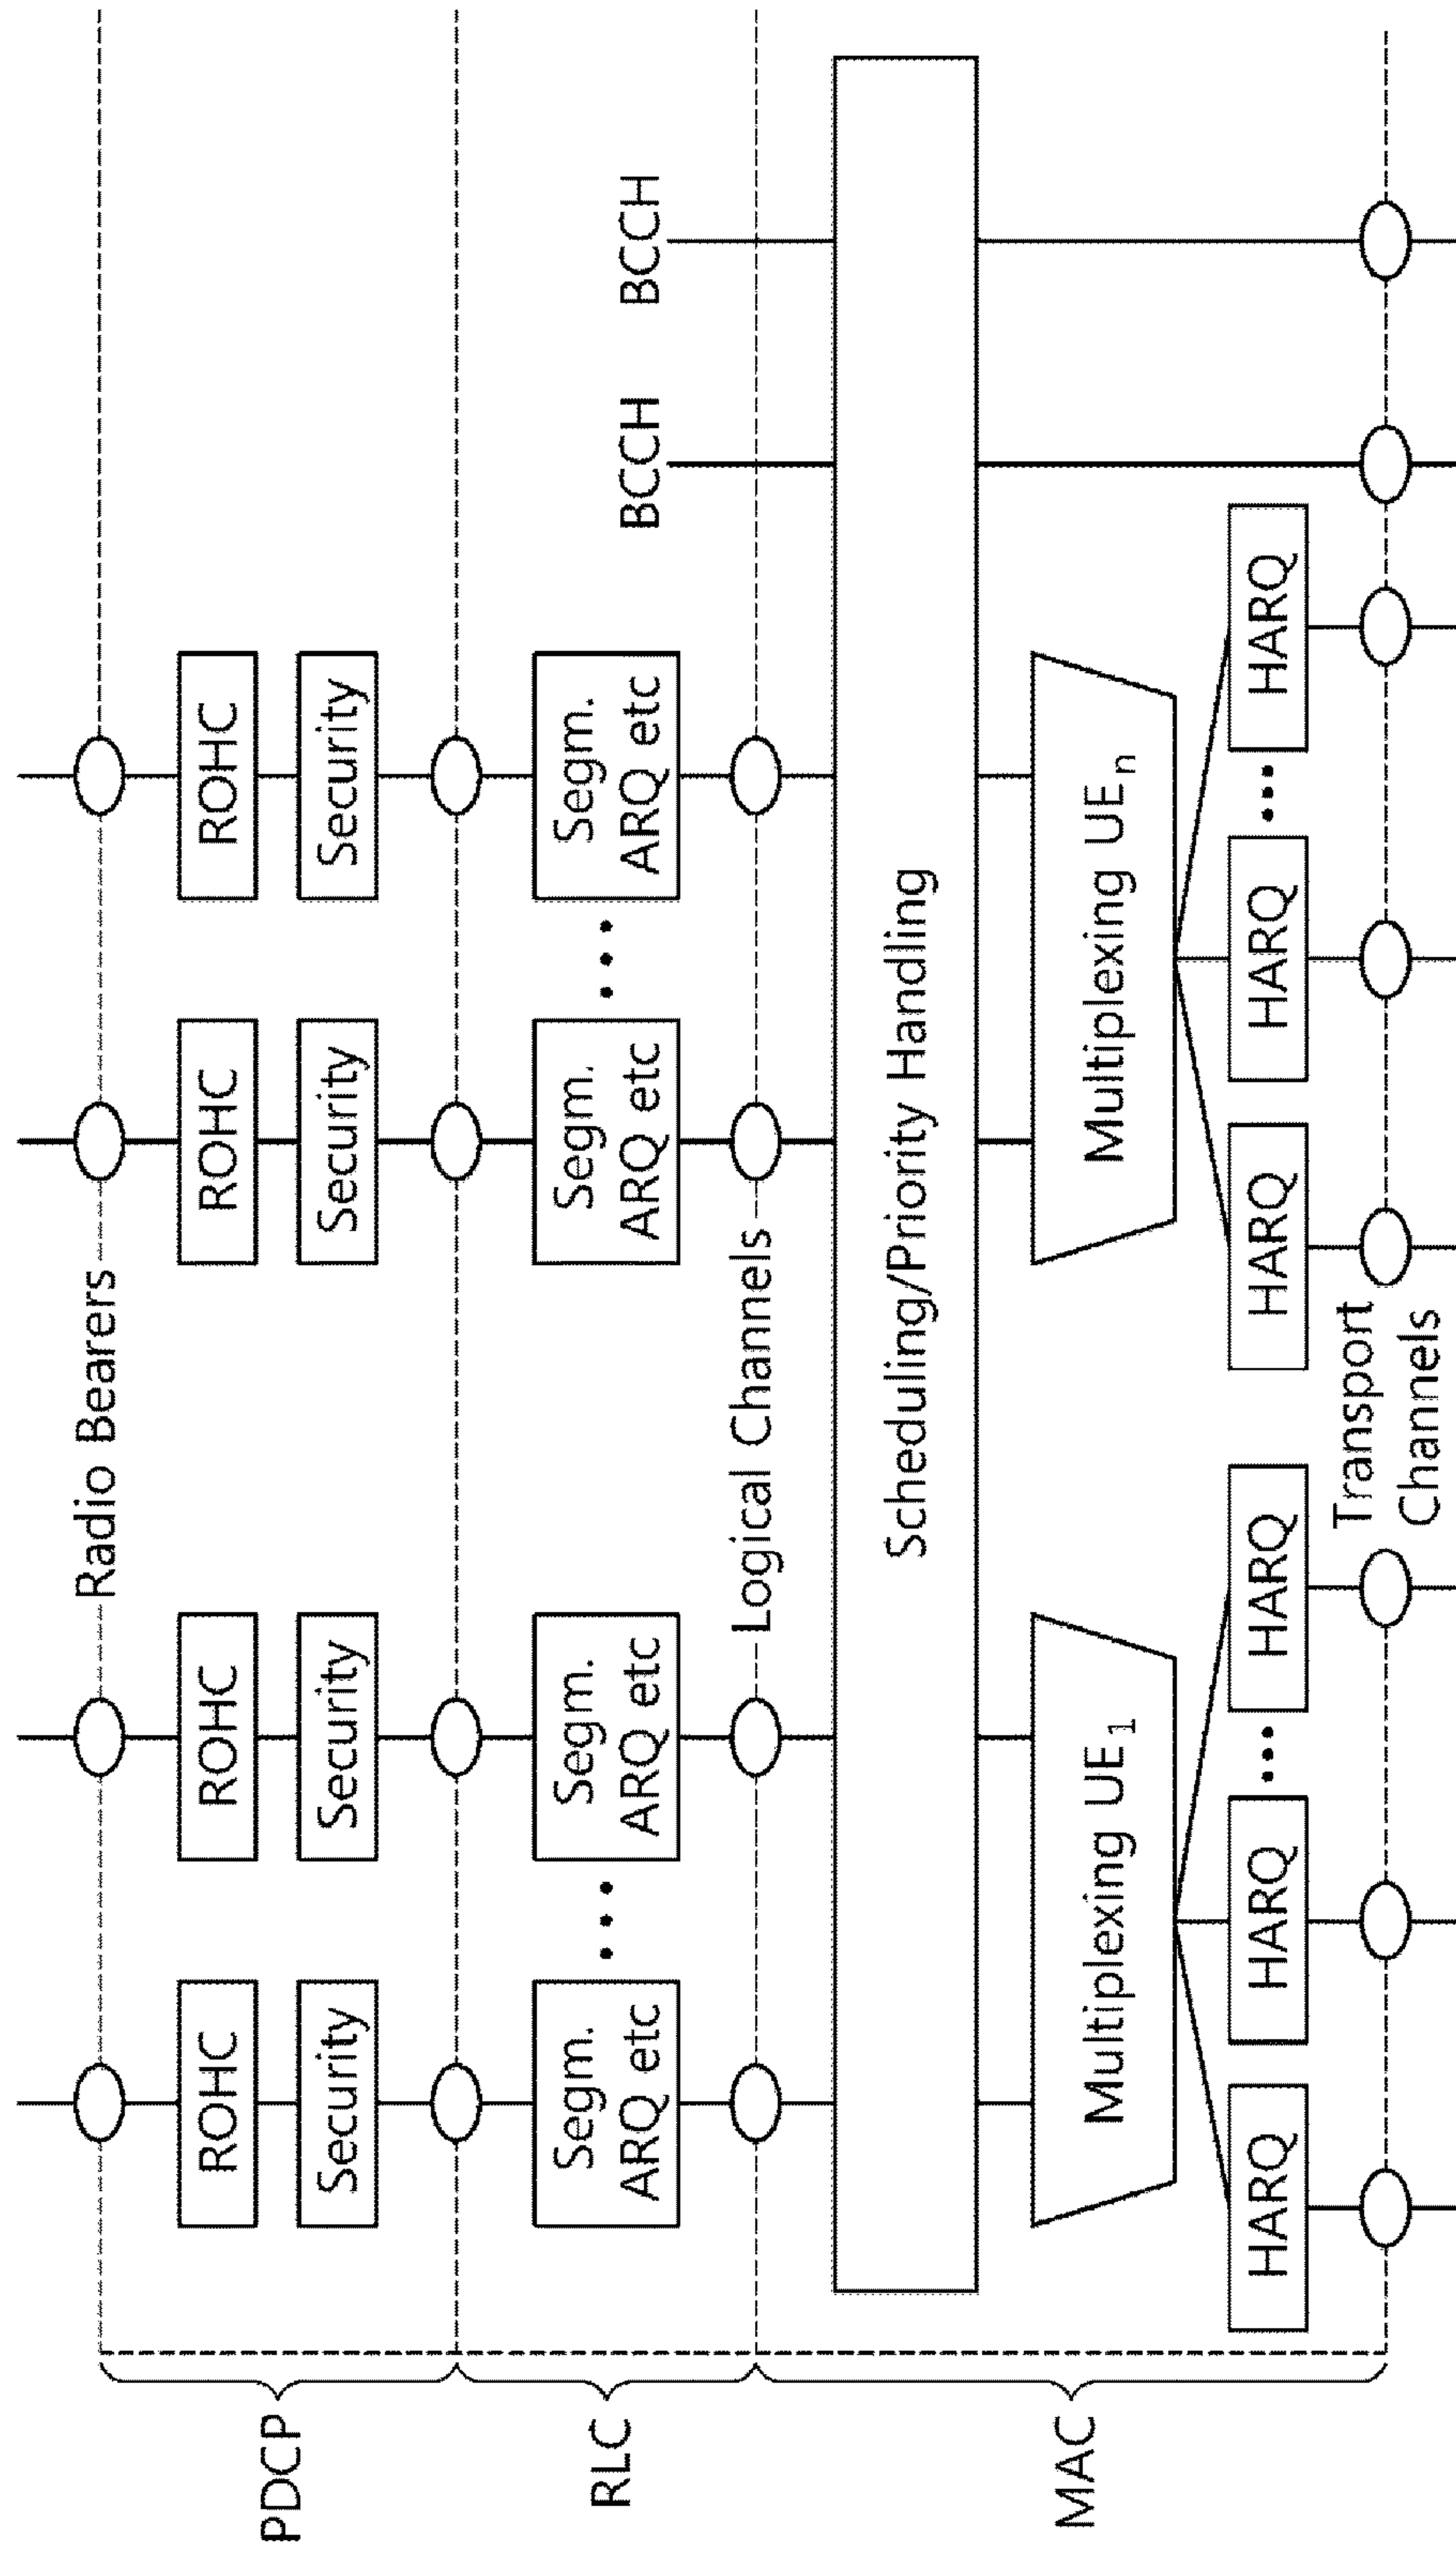 Radio Bearers
PDCP
ROHC
ROHC
ROHC
ROHC
Security
Security
Security
Security
RLC
Segm.
ARQ etc
Segm.
ARQ etc
Segm.
ARQ etc
Segm.
ARQ etc
BCCH
BCCH
Logical Channels
Scheduling/Priority Handling
MAC
Multiplexing UE1
Multiplexing UEn
HARQ
HARQ
HARQ
HARQ
HARQ
HARQ
Transport
Channels